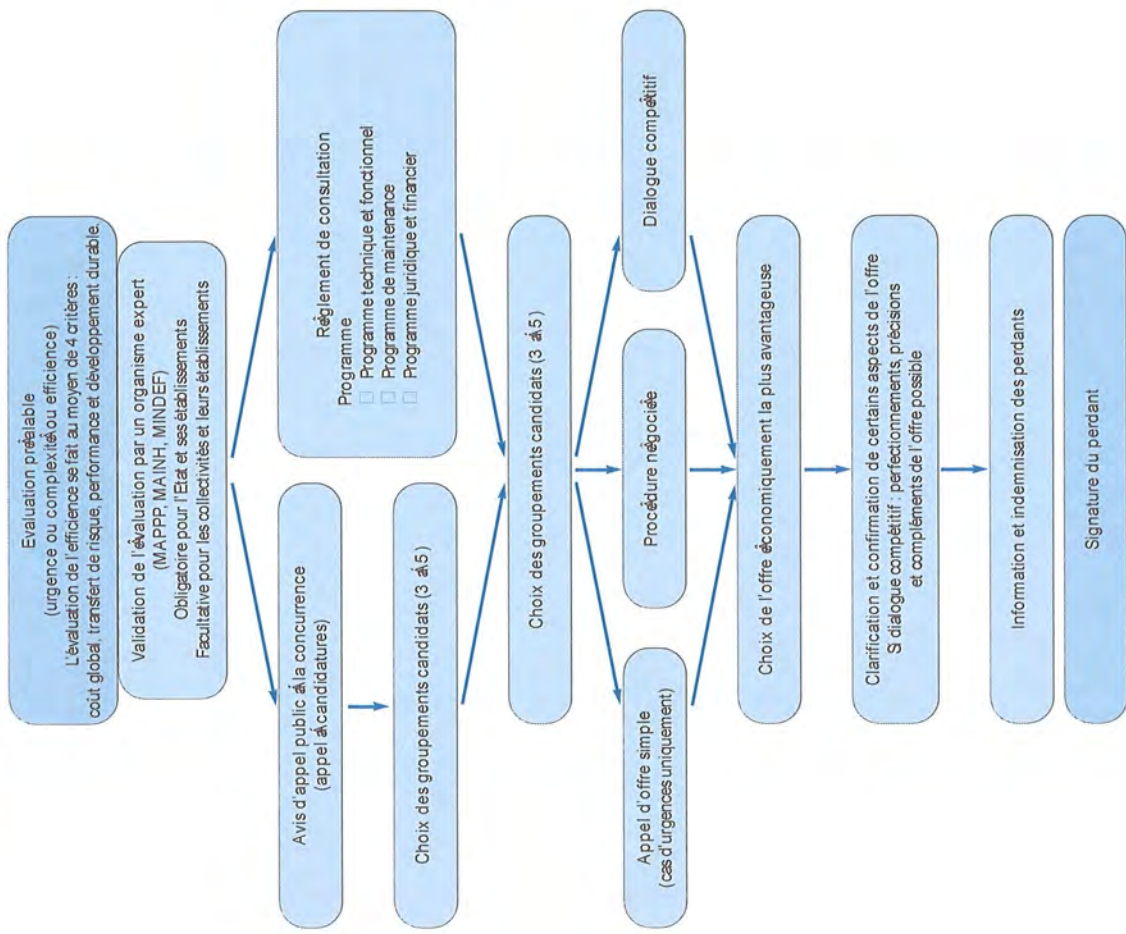 Evaluation préalable
(urgence ou complexité ou efficience)
L'évaluation de l'efficience se fait au moyen de 4 critères :
coût global, transfert de risque, performance et développement durable.
Validation de l'évaluation par un organisme expert
(MAPPP, MAINH, MINDEF)
Obligatoire pour l'Etat et ses établissements
Facultative pour les collectivités et leurs établissements
Avis d'appel public à la concurrence
(appel à candidatures)
Choix des groupements candidats (3 à 5)
Règlement de consultation
Programme
Programme technique et fonctionnel
Programme de maintenance
Programme juridique et financier
Choix des groupements candidats (3 à 5)
Appel d'offre simple
(cas d'urgences uniquement)
Procédure négociée
Dialogue compétitif
Choix de l'offre économiquement la plus avantageuse
Clarification et confirmation de certains aspects de l'offre
Si dialogue compétitif : perfectionnements, précisions
et compléments de l'offre possible
Information et indemnisation des perdants
Signature du perdant